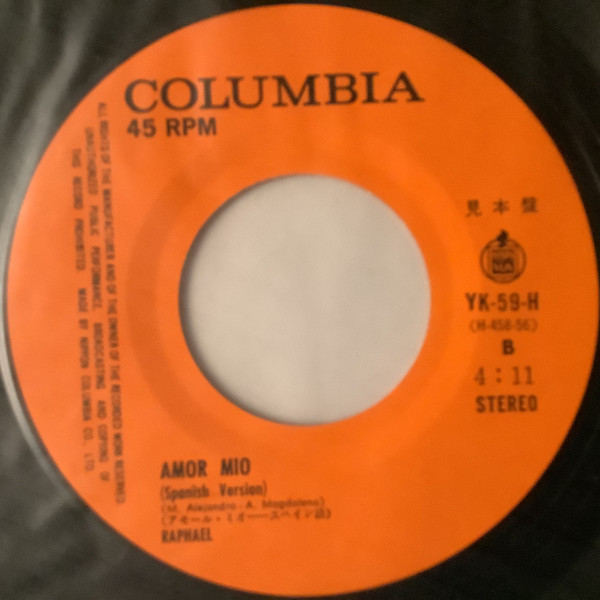 COLUMBIA
45 RPM
ALL RIGHTS OF THE MANUFACTURER AND OF THE OWNER OF THE RECORDED WORK RESERVED.
UNAUTHORIZED PUBLIC PERFORMANCE, BROADCASTING AND COPYING OF
THIS RECORD PROHIBITED. MADE BY NIPPON COLUMBIA CO., LTD.
見本盤
YK-59-H
(H-458-56)
B
4:11
STEREO
AMOR MIO
(Spanish Version)
(M. Alejandro-A. Magdalena)
(アモール・ミオ——スペイン語)
RAPHAEL